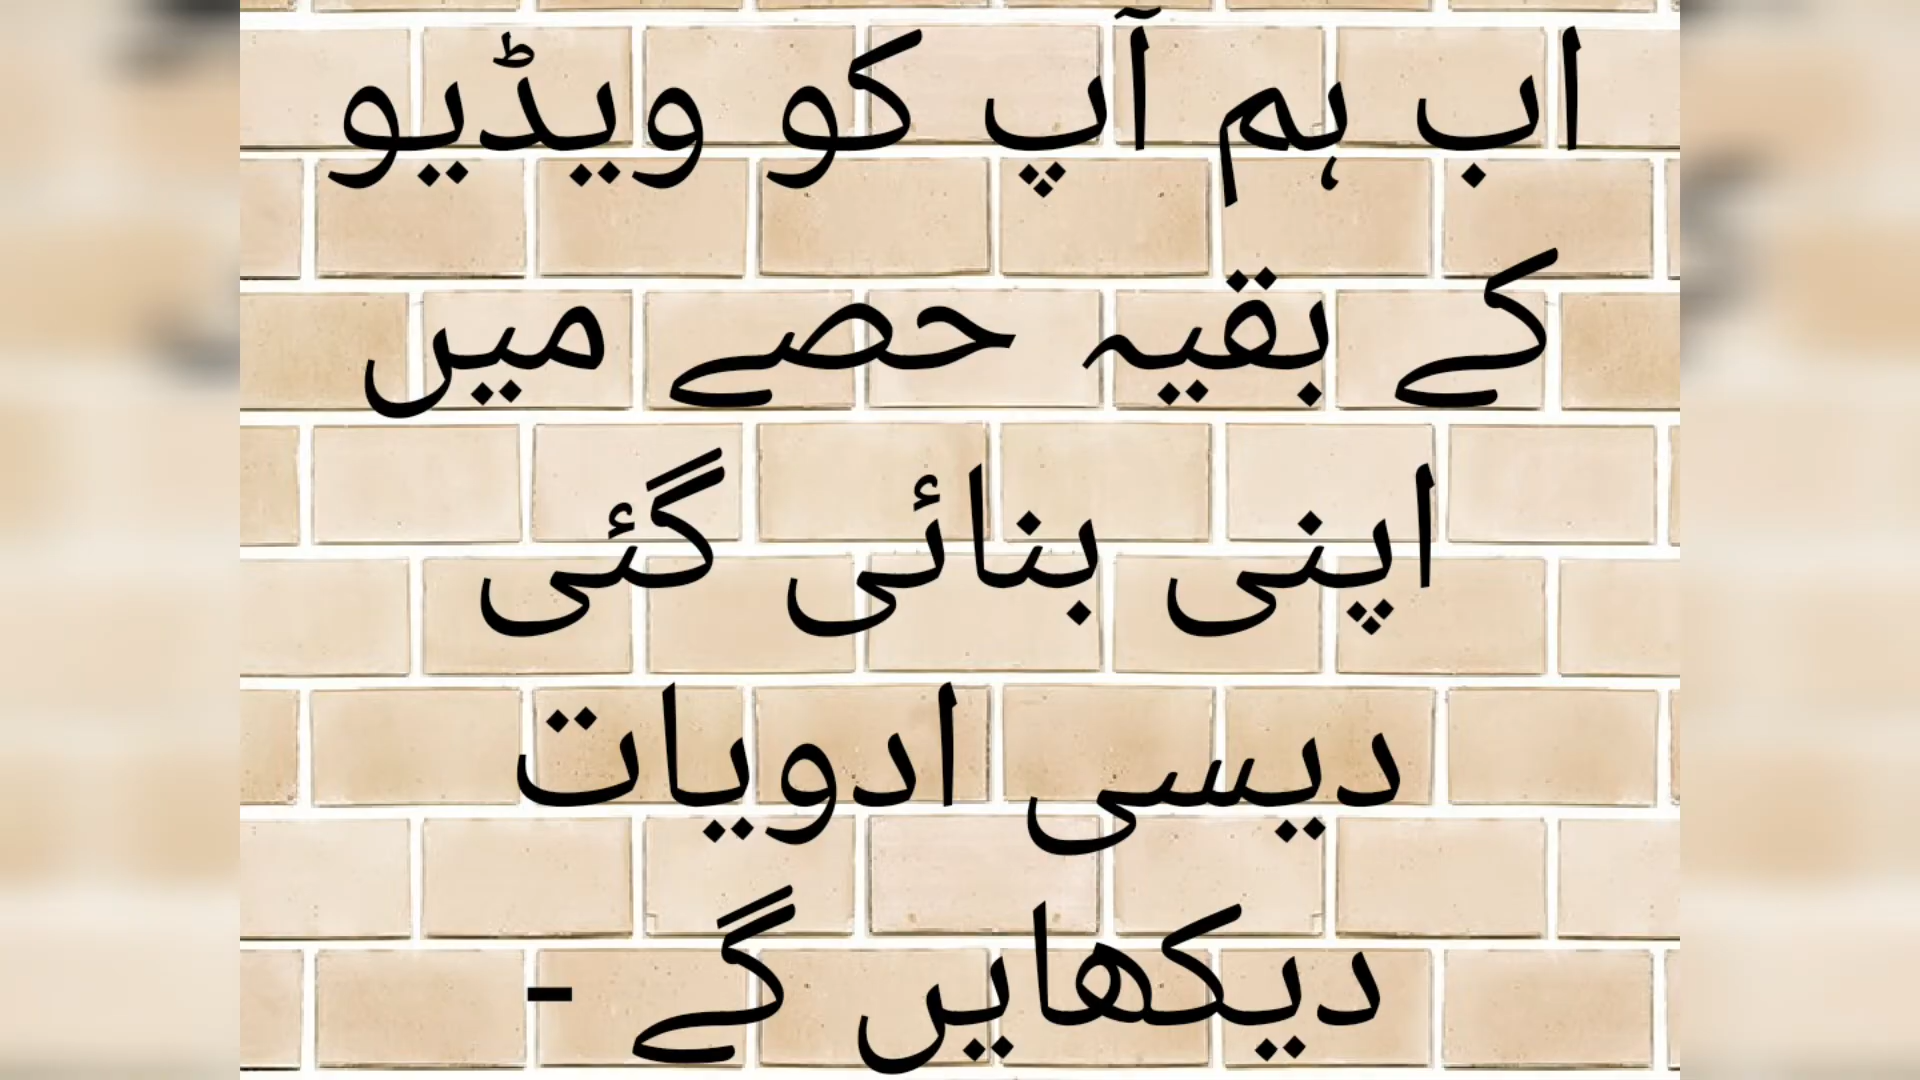 اب ہم آپ کو ویڈیو
کے بقیہ حصے میں
اپنی بنائی گئی
دیسی ادویات
دیکھایں گے -